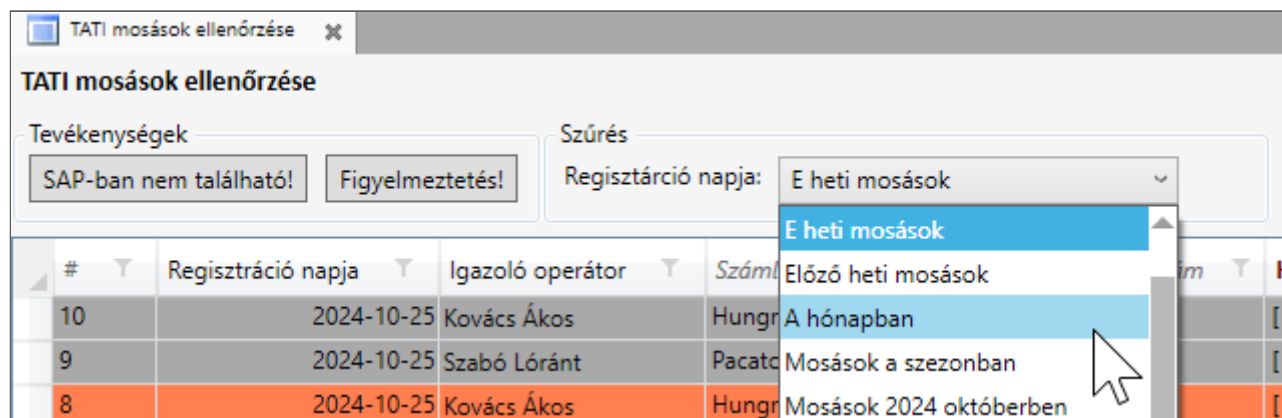 TATI mosások ellenőrzése
TATI mosások ellenőrzése
Tevékenységek
Szűrés
SAP-ban nem található!
Figyelmeztetés!
Regisztárció napja:
E heti mosások
E heti mosások
Előző heti mosások
A hónapban
Mosások a szezonban
Mosások 2024 októberben
# Regisztráció napja Igazoló operátor
10 2024-10-25 Kovács Ákos
9 2024-10-25 Szabó Lóránt
8 2024-10-25 Kovács Ákos